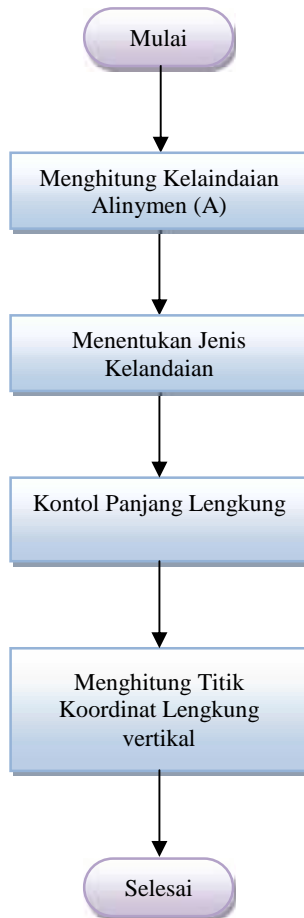 Mulai
Menghitung Kelaindaian
Alinymen (A)
Menentukan Jenis
Kelandaian
Kontol Panjang Lengkung
Menghitung Titik
Koordinat Lengkung
vertikal
Selesai